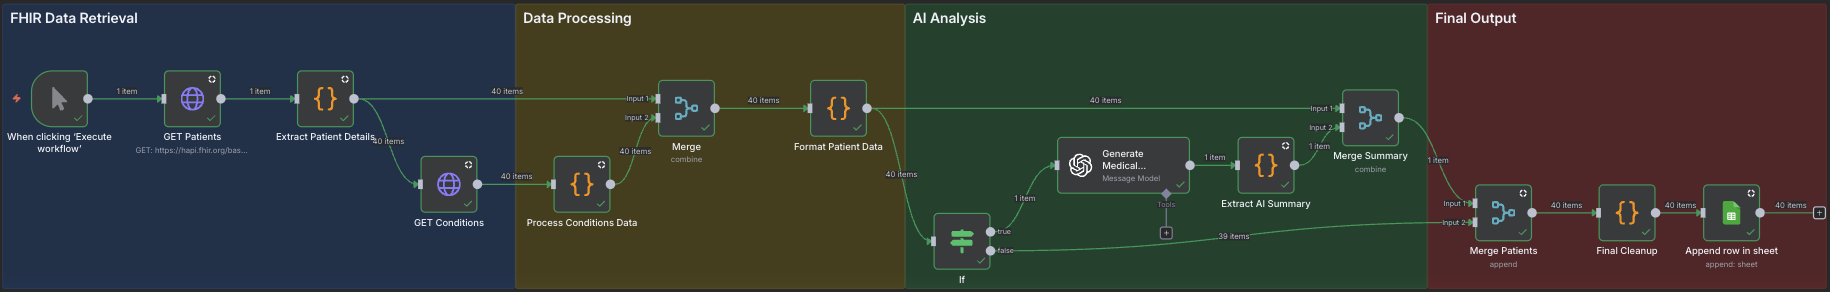 FHIR Data Retrieval
Data Processing
AI Analysis
Final Output
1 item
1 item
40 items
Input 1
Input 2
40 items
40 items
Input 1
Input 2
When clicking ‘Execute
workflow’
GET Patients
GET: https://hapi.fhir.org/bas...
Extract Patient Details
40 items
40 items
GET Conditions
40 items
Process Conditions Data
Merge
combine
Format Patient Data
40 items
If
true
false
1 item
39 items
Generate
Medical...
Message Model
Tools
1 item
Extract AI Summary
1 item
Merge Summary
combine
1 item
Input 1
Input 2
Merge Patients
append
40 items
Final Cleanup
40 items
Append row in sheet
append: sheet
40 items